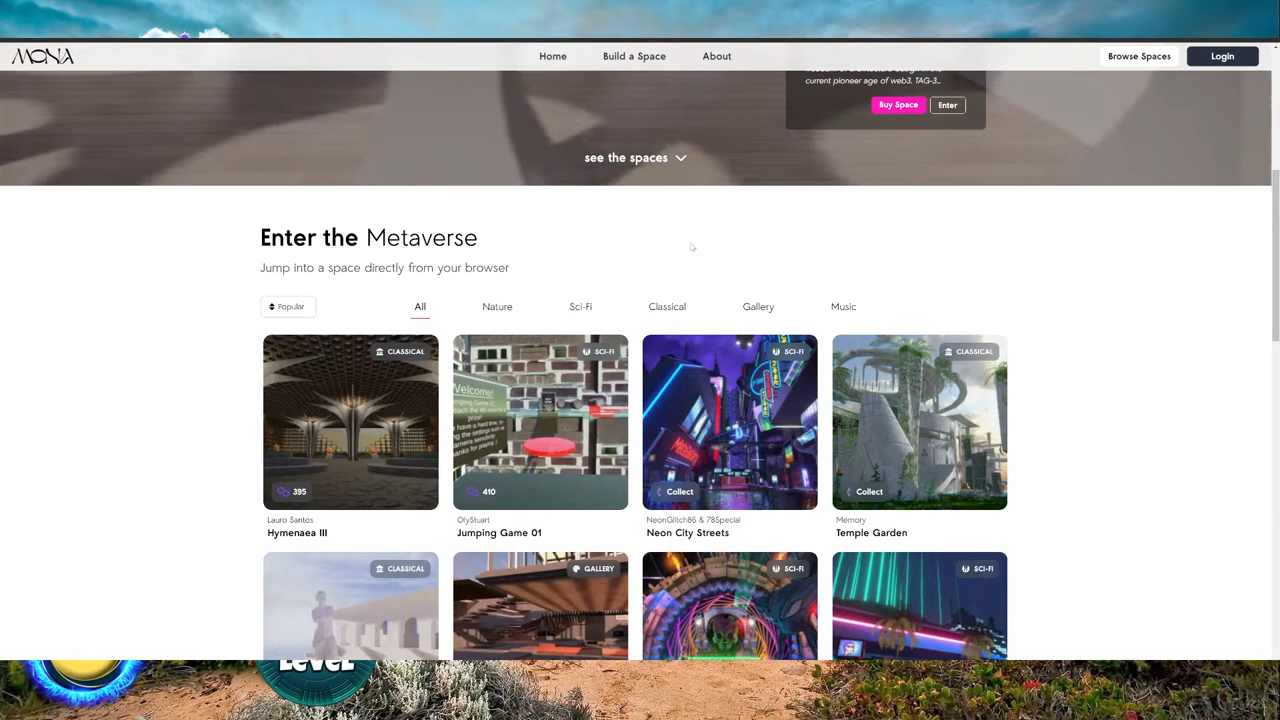 MONA
Home
Build a Space
About
Browse Spaces
Login
current pioneer age of web3. TAG-3...
Buy Space
Enter
see the spaces
Enter the Metaverse
Jump into a space directly from your browser
Popular
All
Nature
Sci-Fi
Classical
Gallery
Music
CLASSICAL
SCI-FI
SCI-FI
CLASSICAL
Welcome!
395
410
Collect
Collect
Lauro Santos
OlyStuart
NeonGlitch86 & 78Special
Memory
Hymenaea III
Jumping Game 01
Neon City Streets
Temple Garden
CLASSICAL
GALLERY
SCI-FI
SCI-FI
LEVEL